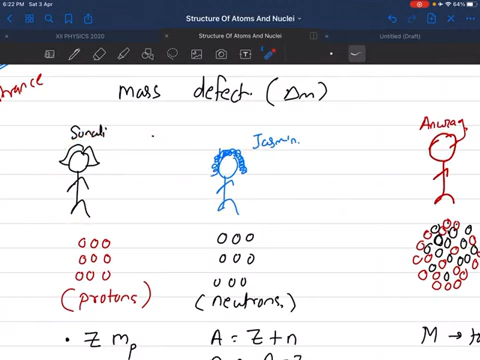 6:22 PM Sat 3 Apr
64%
Structure Of Atoms And Nuclei
XII PHYSICS 2020
Structure Of Atoms And Nuclei
Untitled (Draft)
mass defect (Δm)
Sonali
Jasmin.
Anurag.
(protons)
(neutrons)
• Z mp
A = Z + n
M →